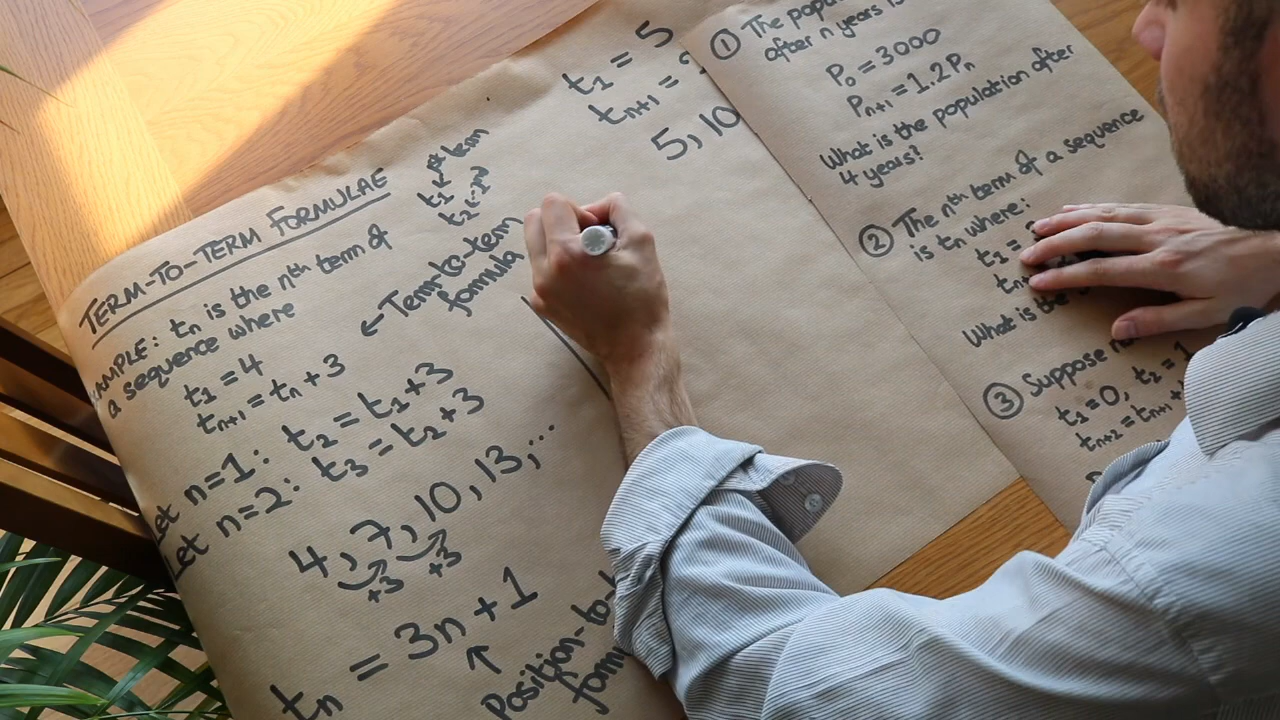 TERM-TO-TERM FORMULAE
EXAMPLE: tn is the nth term of
a sequence where
t1 = 4
tn+1 = tn + 3
← Term-to-term
formula
t1 ← 1st term
t2 ← 2nd
Let n=1: t2 = t1+3
Let n=2: t3 = t2+3
4, 7, 10, 13, ...
+3 +3
tn = 3n + 1
↑
Position-to-
t1 = 5
tn+1 =
5, 10
① The
after n years is
P0 = 3000
Pn+1 = 1.2Pn
What is the population after
4 years?
② The nth term of a sequence
is tn where:
t1 =
What is the
③ Suppose
t1 = 0, t2 = 1
tn+2 = tn+1 +